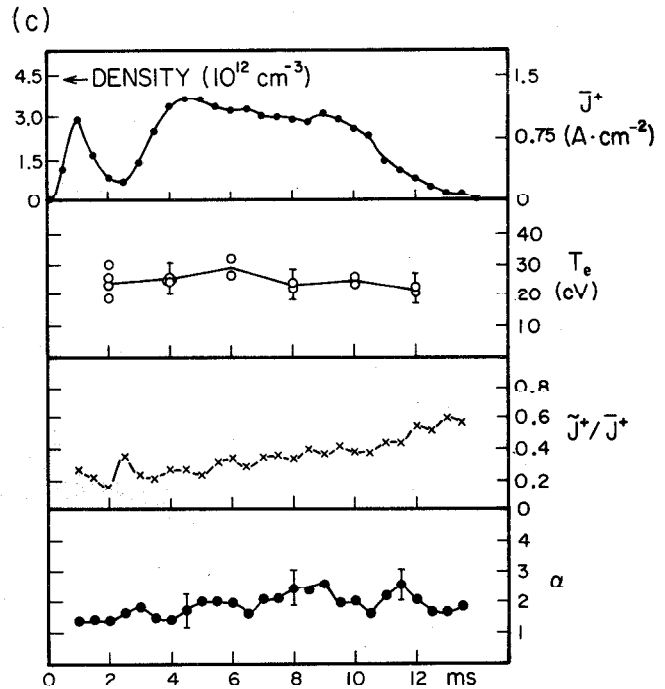 (c)
4.5 ← DENSITY (10¹² cm⁻³) 1.5 J̄⁺
3.0 0.75 (A·cm⁻²)
1.5
0 0
40
30 Tₑ
20 (eV)
10
0.8
0.6 J̃⁺/J̄⁺
0.4
0.2
0
4
3 α
2
1
0 2 4 6 8 10 12 ms